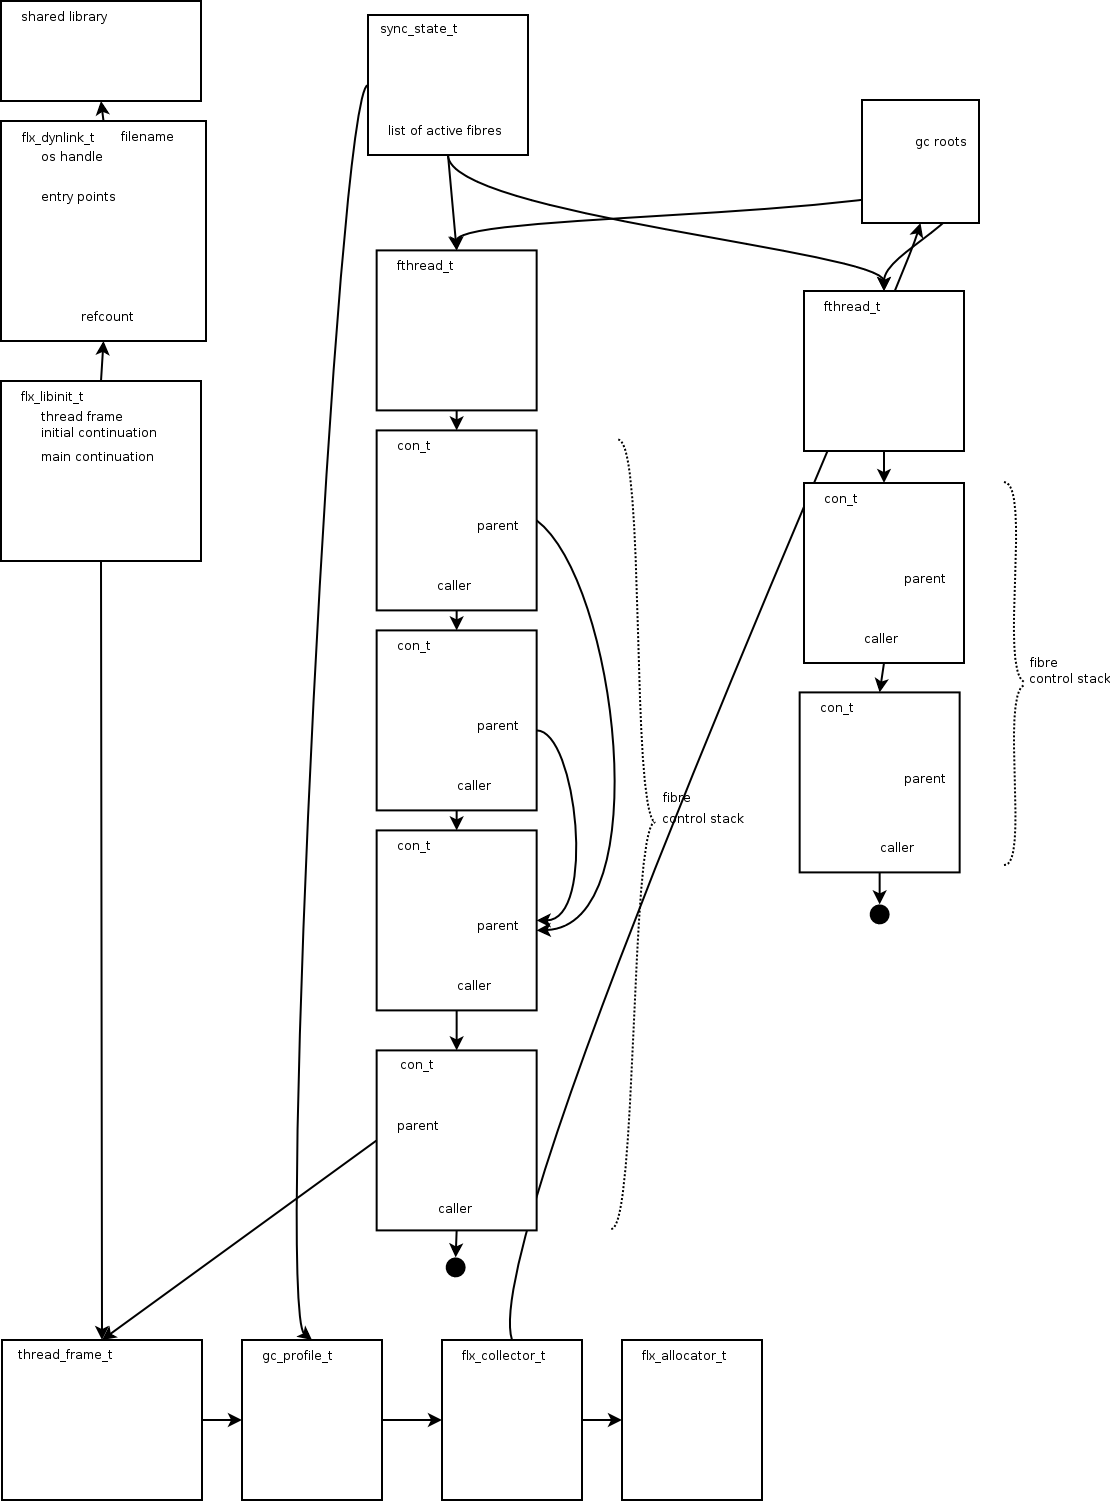 shared library
flx_dynlink_t
filename
os handle
entry points
refcount
flx_libinit_t
thread frame
initial continuation
main continuation
sync_state_t
list of active fibres
gc roots
fthread_t
con_t
parent
caller
con_t
parent
caller
con_t
parent
caller
con_t
parent
caller
fibre
control stack
fthread_t
con_t
parent
caller
con_t
parent
caller
fibre
control stack
thread_frame_t
gc_profile_t
flx_collector_t
flx_allocator_t